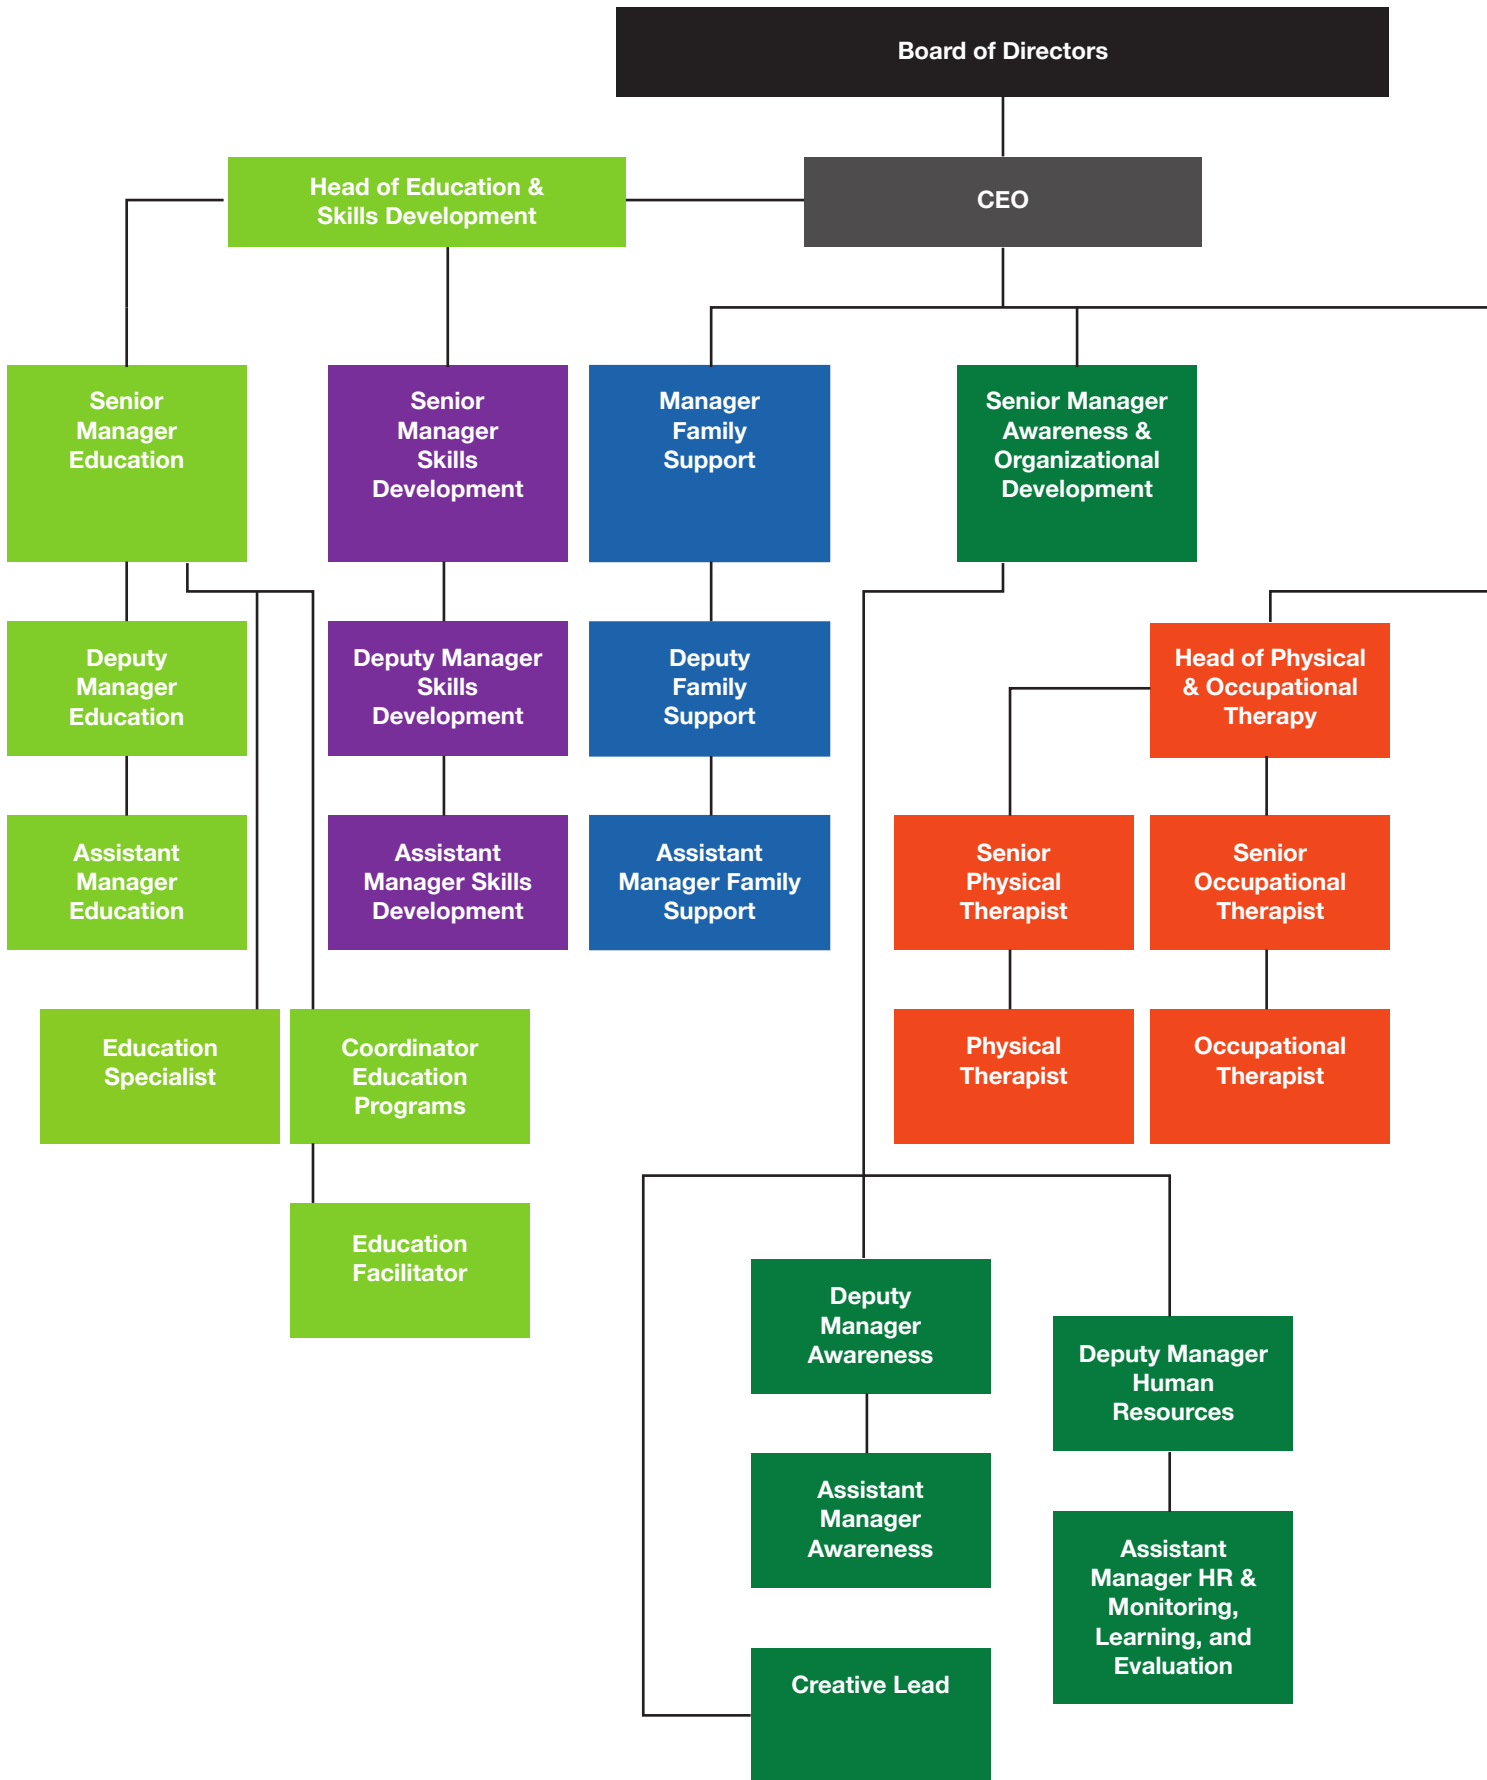 Board of Directors
Head of Education &
Skills Development
CEO
Senior
Manager
Education
Senior
Manager
Skills
Development
Manager
Family
Support
Senior Manager
Awareness &
Organizational
Development
Deputy
Manager
Education
Deputy Manager
Skills
Development
Deputy
Family
Support
Head of Physical
& Occupational
Therapy
Assistant
Manager
Education
Assistant
Manager Skills
Development
Assistant
Manager Family
Support
Senior
Physical
Therapist
Senior
Occupational
Therapist
Education
Specialist
Coordinator
Education
Programs
Physical
Therapist
Occupational
Therapist
Education
Facilitator
Deputy
Manager
Awareness
Deputy Manager
Human
Resources
Assistant
Manager
Awareness
Assistant
Manager HR &
Monitoring,
Learning, and
Evaluation
Creative Lead